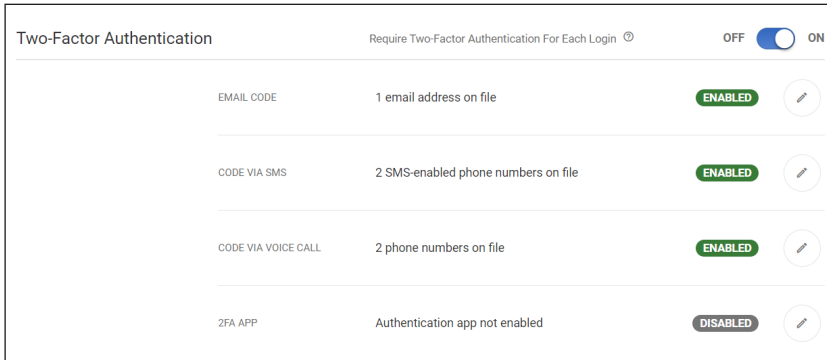 Two-Factor Authentication Require Two-Factor Authentication For Each Login ? OFF ON
EMAIL CODE 1 email address on file ENABLED
CODE VIA SMS 2 SMS-enabled phone numbers on file ENABLED
CODE VIA VOICE CALL 2 phone numbers on file ENABLED
2FA APP Authentication app not enabled DISABLED